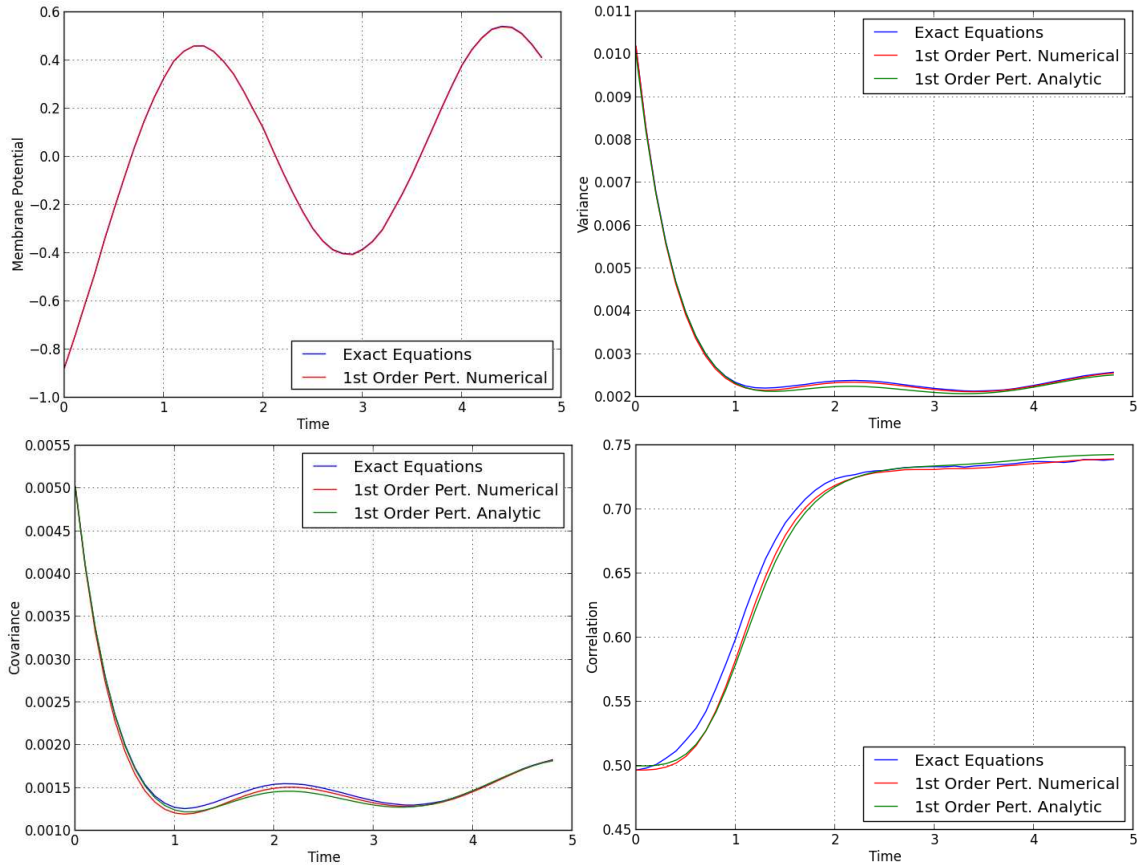 0.6
0.4
0.2
0.0
−0.2
−0.4
−0.6
−0.8
−1.0
Membrane Potential
Exact Equations
1st Order Pert. Numerical
0 1 2 3 4 5
Time
0.011
0.010
0.009
0.008
0.007
0.006
0.005
0.004
0.003
0.002
Variance
Exact Equations
1st Order Pert. Numerical
1st Order Pert. Analytic
0 1 2 3 4 5
Time
0.0055
0.0050
0.0045
0.0040
0.0035
0.0030
0.0025
0.0020
0.0015
0.0010
Covariance
Exact Equations
1st Order Pert. Numerical
1st Order Pert. Analytic
0 1 2 3 4 5
Time
0.75
0.70
0.65
0.60
0.55
0.50
0.45
Correlation
Exact Equations
1st Order Pert. Numerical
1st Order Pert. Analytic
0 1 2 3 4 5
Time